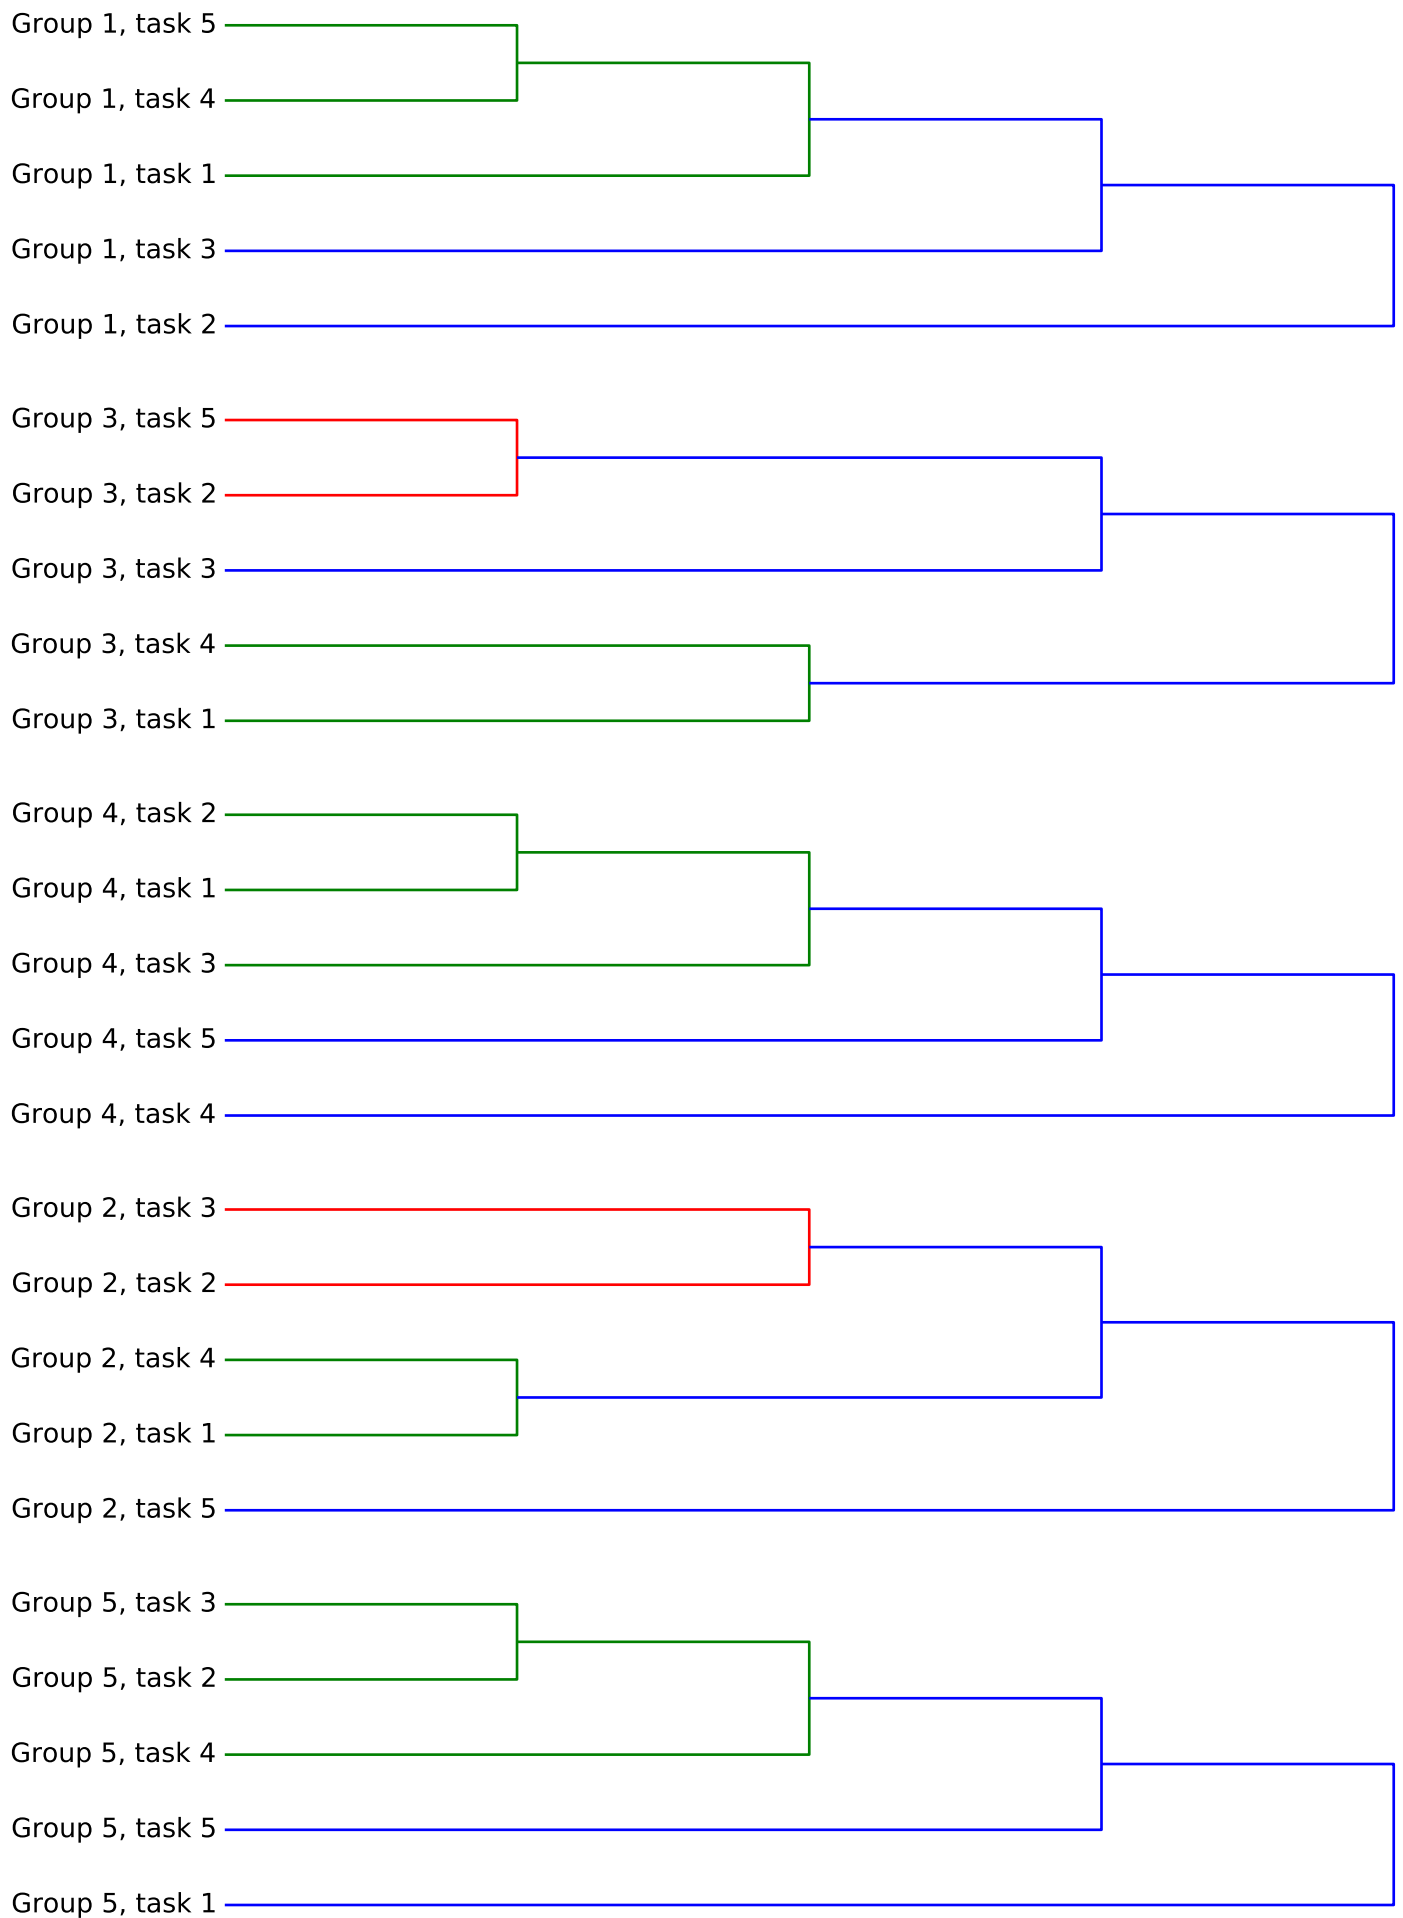 Group 1, task 5
Group 1, task 4
Group 1, task 1
Group 1, task 3
Group 1, task 2
Group 3, task 5
Group 3, task 2
Group 3, task 3
Group 3, task 4
Group 3, task 1
Group 4, task 2
Group 4, task 1
Group 4, task 3
Group 4, task 5
Group 4, task 4
Group 2, task 3
Group 2, task 2
Group 2, task 4
Group 2, task 1
Group 2, task 5
Group 5, task 3
Group 5, task 2
Group 5, task 4
Group 5, task 5
Group 5, task 1